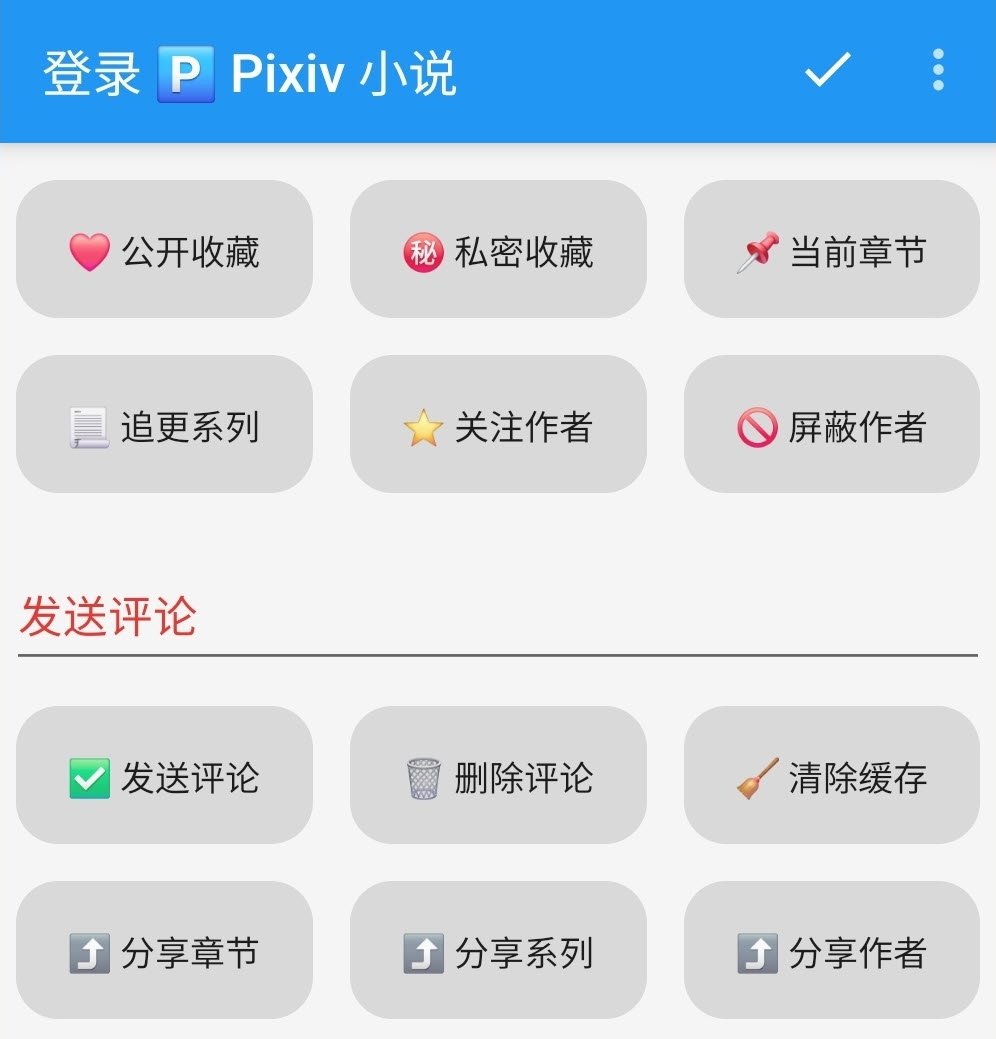 登录 🅿️ Pixiv 小说
❤️ 公开收藏
㊙️ 私密收藏
📌 当前章节
📜 追更系列
⭐ 关注作者
🚫 屏蔽作者
发送评论
✅ 发送评论
🗑 删除评论
🧹 清除缓存
⤴️ 分享章节
⤴️ 分享系列
⤴️ 分享作者